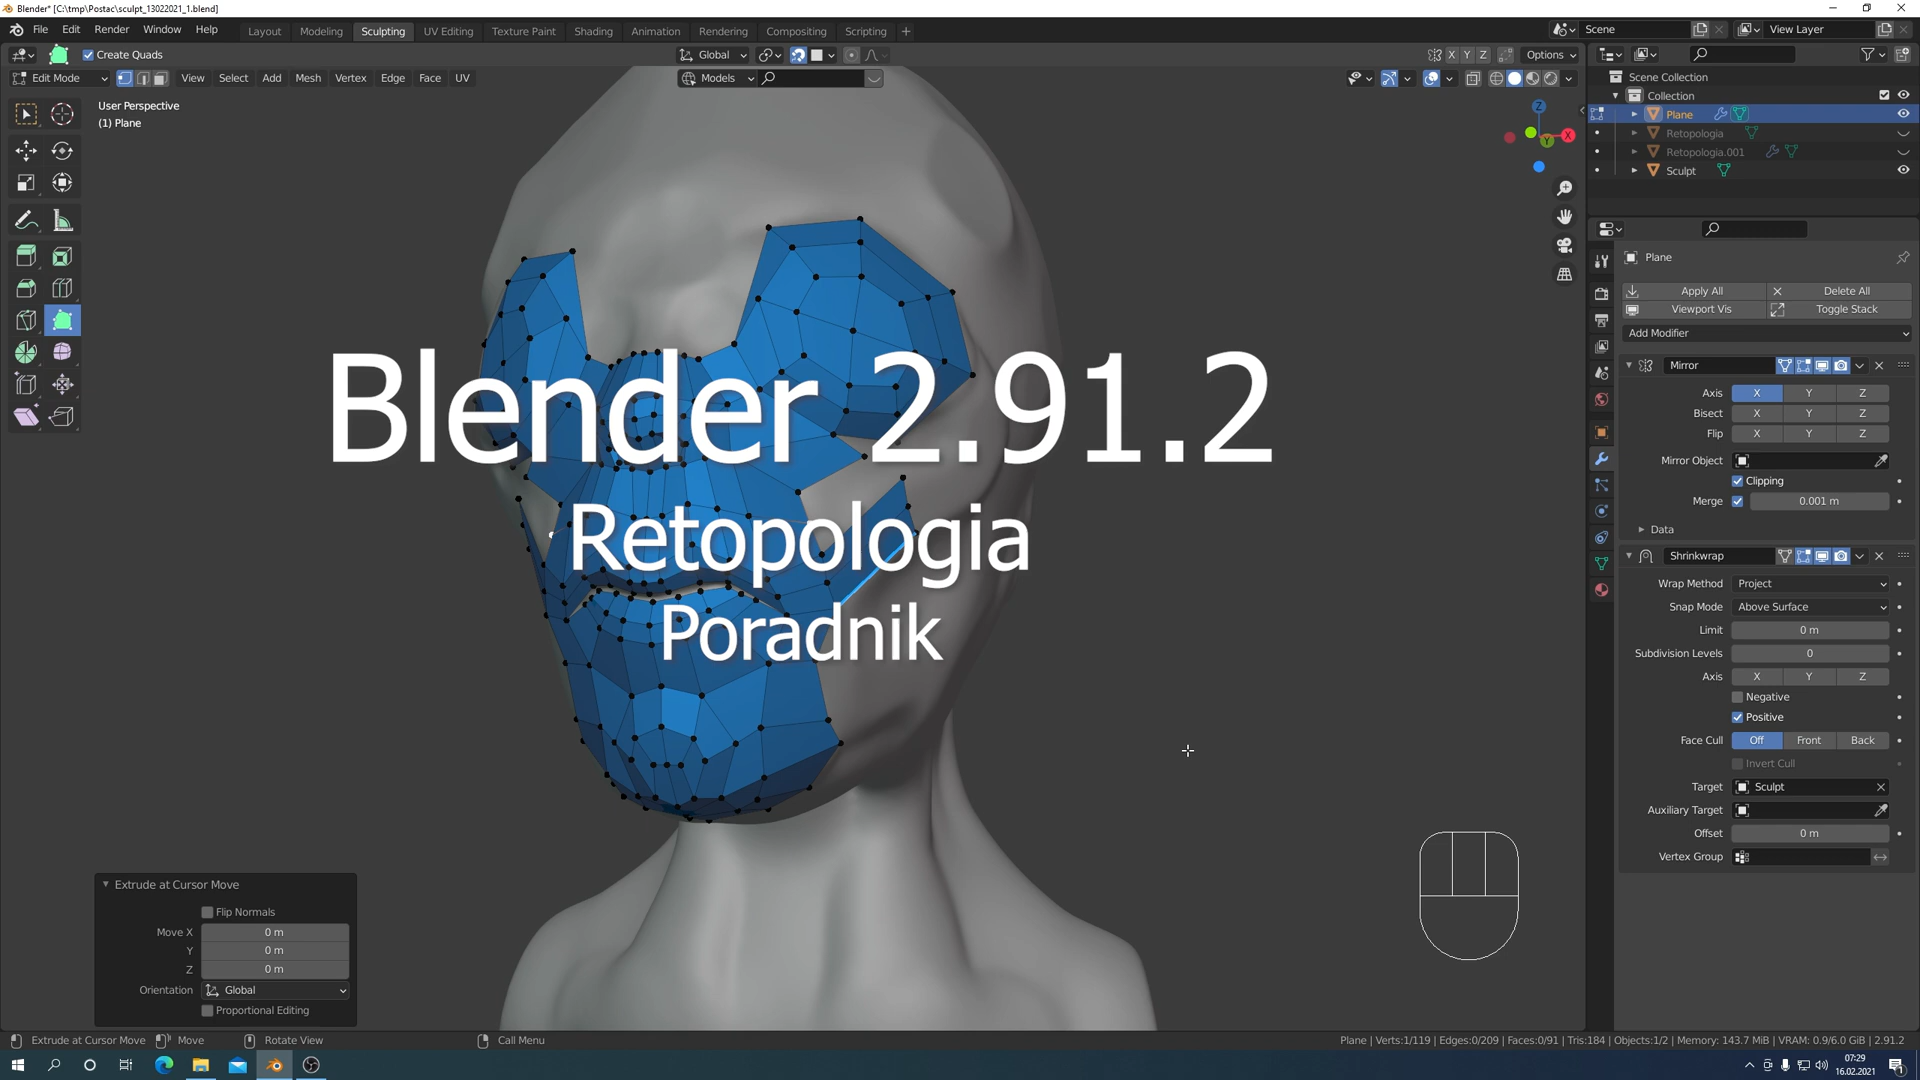 Blender* [C:\tmp\Postac\sculpt_13022021_1.blend]
File Edit Render Window Help Layout Modeling Sculpting UV Editing Texture Paint Shading Animation Rendering Compositing Scripting + Scene View Layer
Create Quads Global X Y Z Options
Edit Mode View Select Add Mesh Vertex Edge Face UV Models
User Perspective
(1) Plane
Z
X
Y
Scene Collection
Collection
Plane
Retopologia
Retopologia.001
Sculpt
Plane
Apply All Delete All
Viewport Vis Toggle Stack
Add Modifier
Mirror
Axis X Y Z
Bisect X Y Z
Flip X Y Z
Mirror Object
Clipping
Merge 0.001 m
Data
Shrinkwrap
Wrap Method Project
Snap Mode Above Surface
Limit 0 m
Subdivision Levels 0
Axis X Y Z
Negative
Positive
Face Cull Off Front Back
Invert Cull
Target Sculpt
Auxiliary Target
Offset 0 m
Vertex Group
Blender 2.91.2
Retopologia
Poradnik
Extrude at Cursor Move
Flip Normals
Move X 0 m
Y 0 m
Z 0 m
Orientation Global
Proportional Editing
Extrude at Cursor Move Move Rotate View Call Menu Plane | Verts:1/119 | Edges:0/209 | Faces:0/91 | Tris:184 | Objects:1/2 | Memory: 143.7 MiB | VRAM: 0.9/6.0 GiB | 2.91.2
07:29
16.02.2021